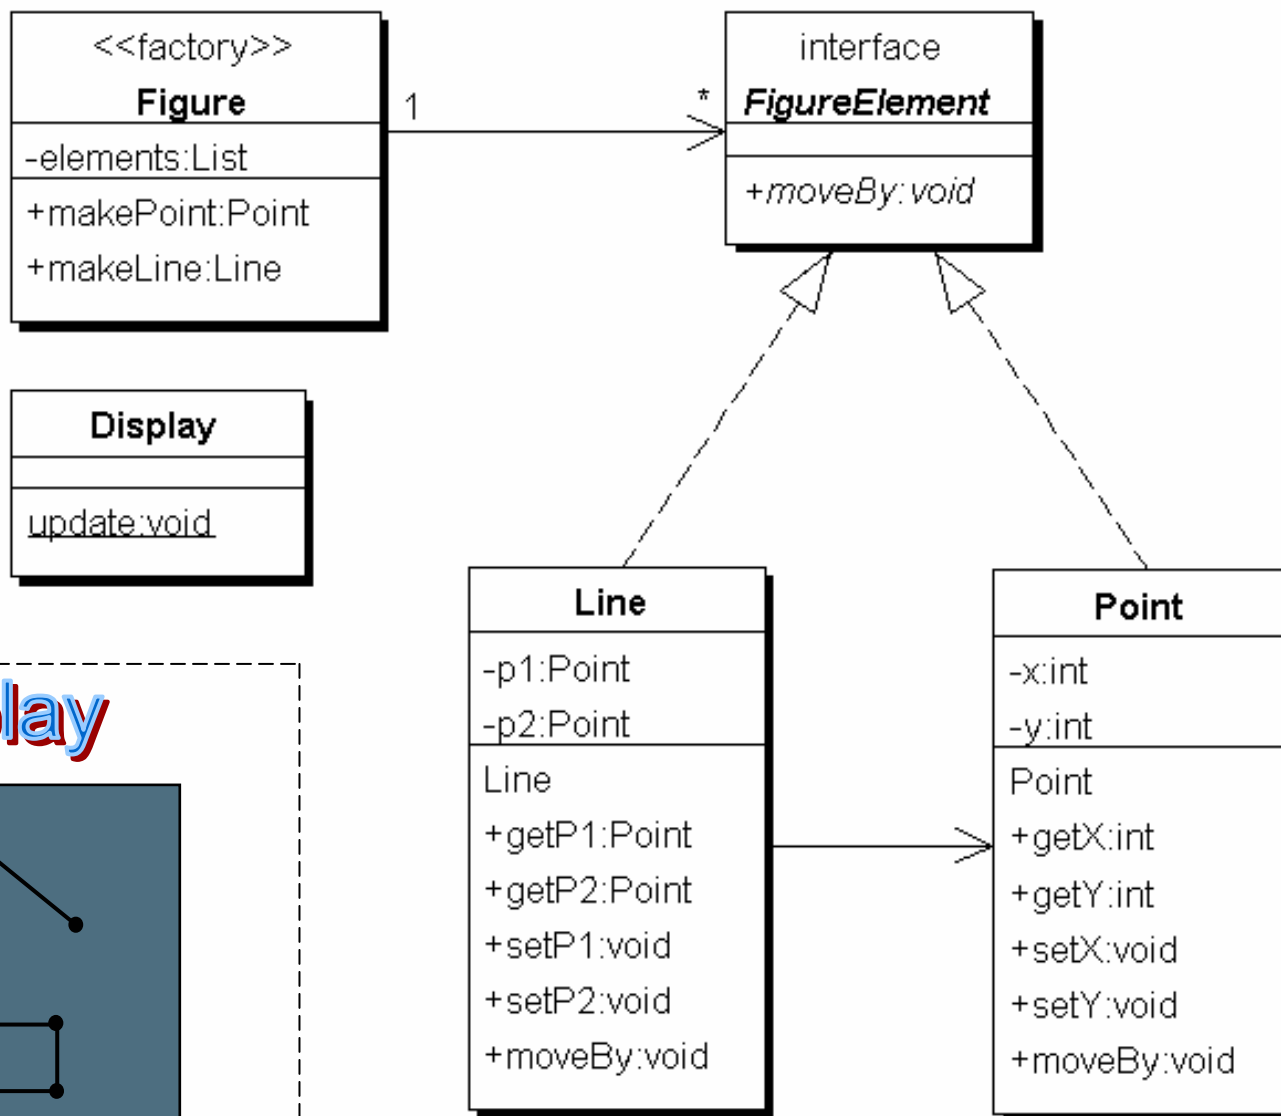 <<factory>>
Figure
-elements:List
+makePoint:Point
+makeLine:Line
1
*
interface
FigureElement
+moveBy:void
Display
update:void
Line
-p1:Point
-p2:Point
Line
+getP1:Point
+getP2:Point
+setP1:void
+setP2:void
+moveBy:void
Point
-x:int
-y:int
Point
+getX:int
+getY:int
+setX:void
+setY:void
+moveBy:void
lay